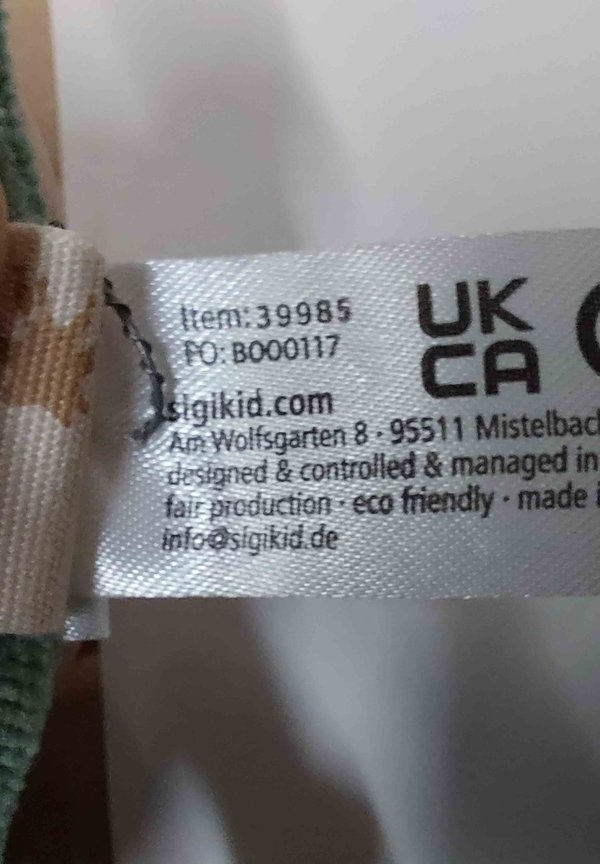 Item: 39985
PO: B000117
UK
CA
sigikid.com
Am Wolfsgarten 8 · 95511 Mistelbac
designed & controlled & managed in
fair production · eco friendly · made i
info@sigikid.de